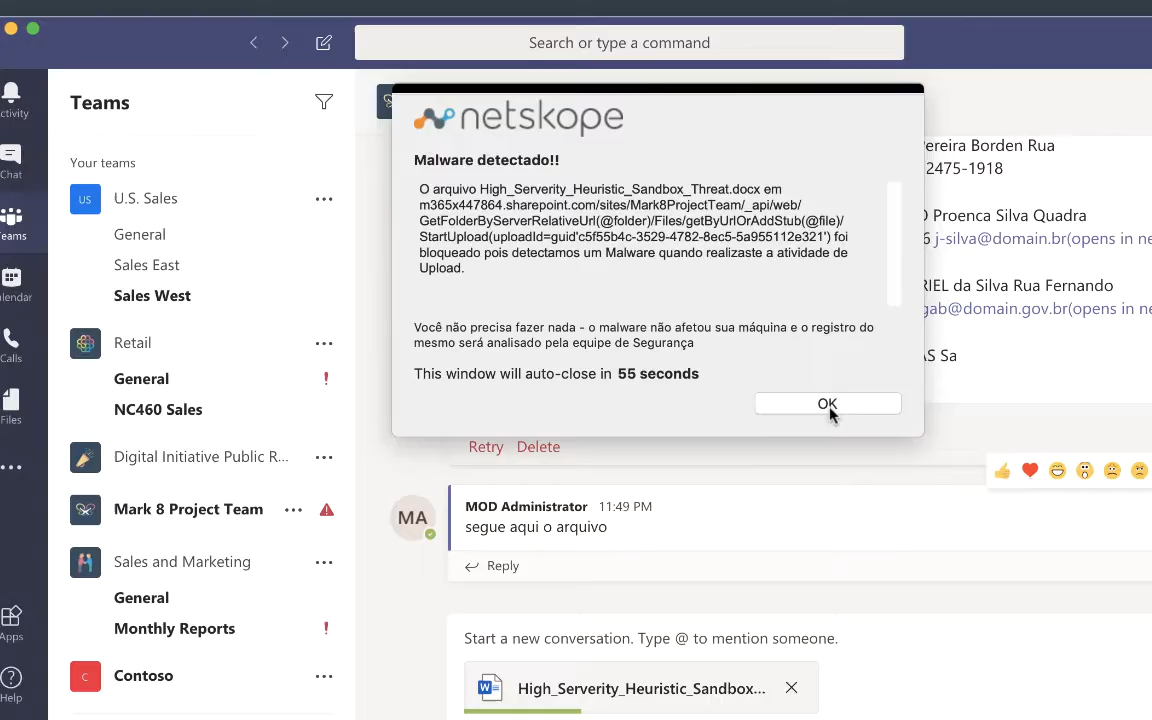 Search or type a command
ctivity
Chat
eams
lendar
Calls
Files
Apps
Help
Teams
Your teams
US
U.S. Sales
General
Sales East
Sales West
Retail
General
NC460 Sales
Digital Initiative Public R...
Mark 8 Project Team
Sales and Marketing
General
Monthly Reports
C
Contoso
netskope
Malware detectado!!
O arquivo High_Serverity_Heuristic_Sandbox_Threat.docx em
m365x447864.sharepoint.com/sites/Mark8ProjectTeam/_api/web/
GetFolderByServerRelativeUrl(@folder)/Files/getByUrlOrAddStub(@file)/
StartUpload(uploadId=guid'c5f55b4c-3529-4782-8ec5-5a955112e321') foi
bloqueado pois detectamos um Malware quando realizaste a atividade de
Upload.
Você não precisa fazer nada - o malware não afetou sua máquina e o registro do
mesmo será analisado pela equipe de Segurança
This window will auto-close in 55 seconds
OK
ereira Borden Rua
2475-1918
O Proenca Silva Quadra
6 j-silva@domain.br(opens in ne
RIEL da Silva Rua Fernando
gab@domain.gov.br(opens in ne
AS Sa
Retry Delete
MA
MOD Administrator 11:49 PM
segue aqui o arquivo
Reply
Start a new conversation. Type @ to mention someone.
High_Serverity_Heuristic_Sandbox...